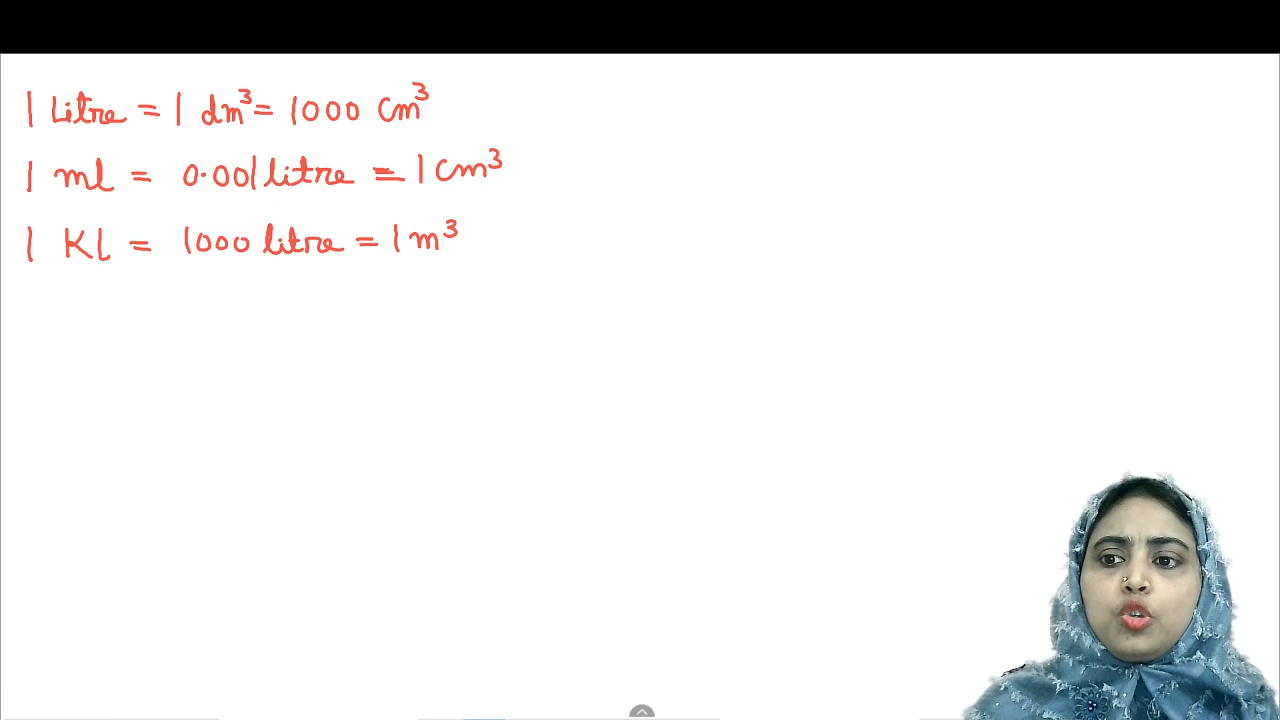 1 Litre = 1 dm³ = 1000 cm³
1 ml = 0.001 litre = 1 cm³
1 Kl = 1000 litre = 1 m³